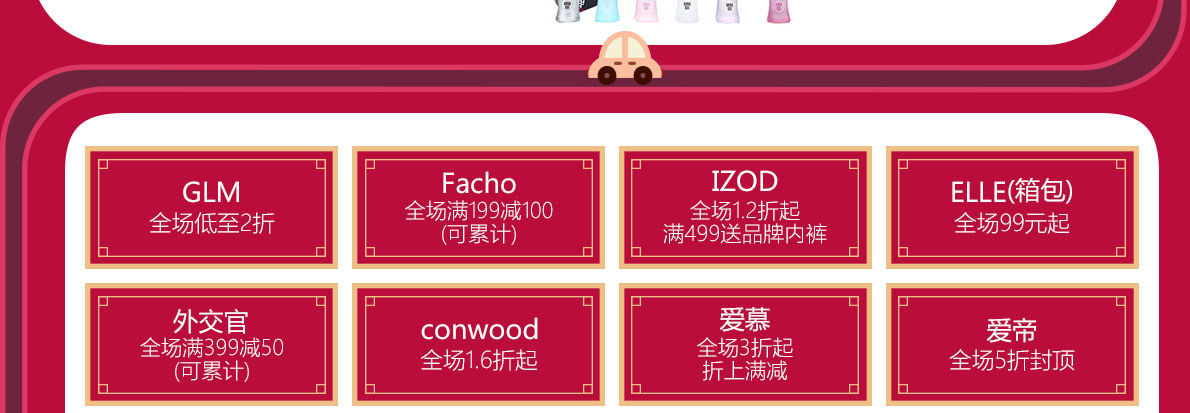 GLM
全场低至2折
Facho
全场满199减100
(可累计)
IZOD
全场1.2折起
满499送品牌内裤
ELLE(箱包)
全场99元起
外交官
全场满399减50
(可累计)
conwood
全场1.6折起
爱慕
全场3折起
折上满减
爱帝
全场5折封顶